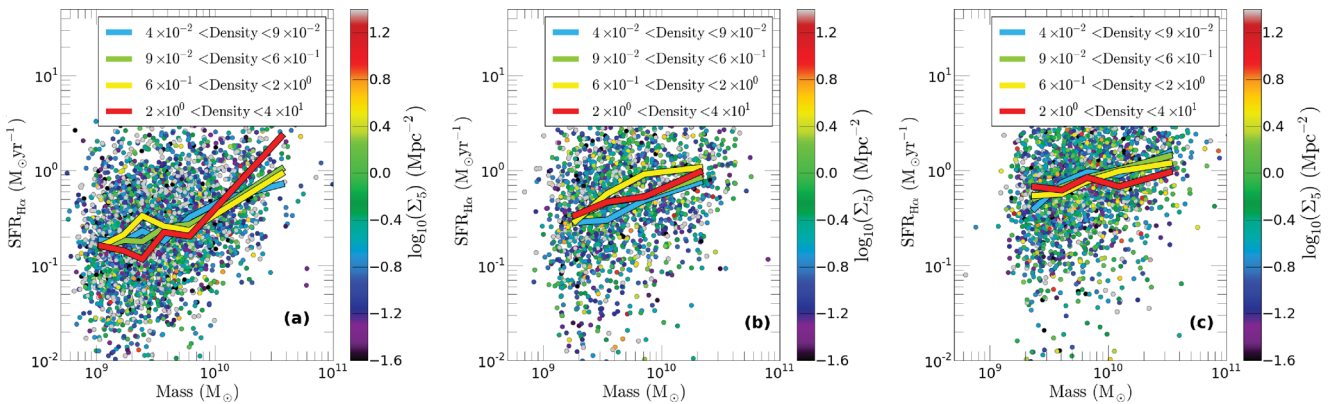 4 ×10⁻² <Density <9 ×10⁻²
9 ×10⁻² <Density <6 ×10⁻¹
6 ×10⁻¹ <Density <2 ×10⁰
2 ×10⁰ <Density <4 ×10¹
10¹
10⁰
10⁻¹
10⁻²
SFR_Hα (M_⊙yr⁻¹)
(a)
10⁹ 10¹⁰ 10¹¹
Mass (M_⊙)
1.2
0.8
0.4
0.0
−0.4
−0.8
−1.2
−1.6
log₁₀(Σ₅) (Mpc⁻²)
4 ×10⁻² <Density <9 ×10⁻²
9 ×10⁻² <Density <6 ×10⁻¹
6 ×10⁻¹ <Density <2 ×10⁰
2 ×10⁰ <Density <4 ×10¹
10¹
10⁰
10⁻¹
10⁻²
SFR_Hα (M_⊙yr⁻¹)
(b)
10⁹ 10¹⁰ 10¹¹
Mass (M_⊙)
1.2
0.8
0.4
0.0
−0.4
−0.8
−1.2
−1.6
log₁₀(Σ₅) (Mpc⁻²)
4 ×10⁻² <Density <9 ×10⁻²
9 ×10⁻² <Density <6 ×10⁻¹
6 ×10⁻¹ <Density <2 ×10⁰
2 ×10⁰ <Density <4 ×10¹
10¹
10⁰
10⁻¹
10⁻²
SFR_Hα (M_⊙yr⁻¹)
(c)
10⁹ 10¹⁰ 10¹¹
Mass (M_⊙)
1.2
0.8
0.4
0.0
−0.4
−0.8
−1.2
−1.6
log₁₀(Σ₅) (Mpc⁻²)